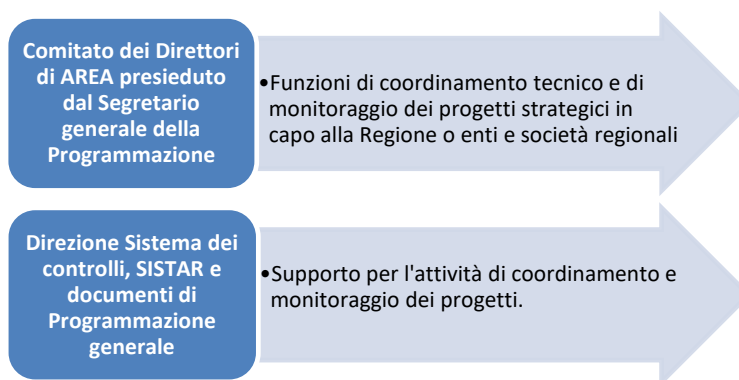 Comitato dei Direttori
di AREA presieduto
dal Segretario
generale della
Programmazione
•Funzioni di coordinamento tecnico e di
monitoraggio dei progetti strategici in
capo alla Regione o enti e società regionali
Direzione Sistema dei
controlli, SISTAR e
documenti di
Programmazione
generale
•Supporto per l'attività di coordinamento e
monitoraggio dei progetti.